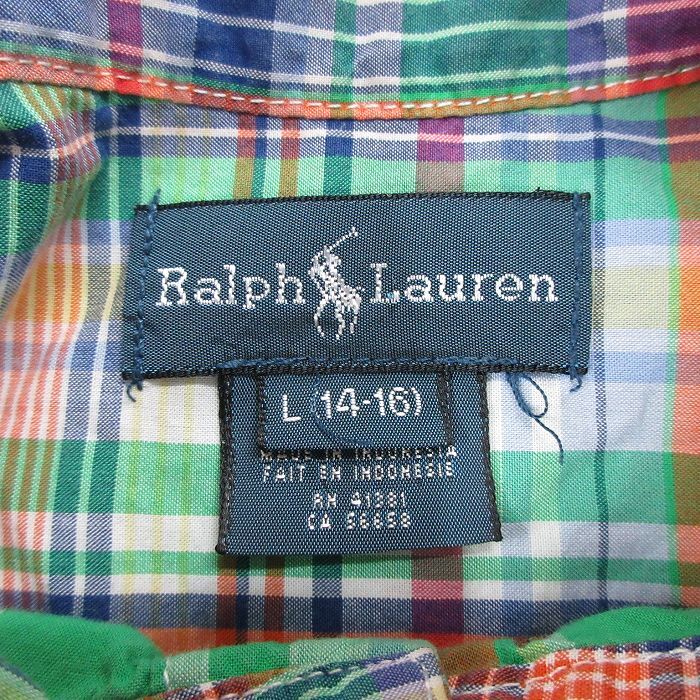 Ralph Lauren
L (14-16)
MADE IN INDONESIA
FAIT EN INDONESIE
RN 41381
CA 56658